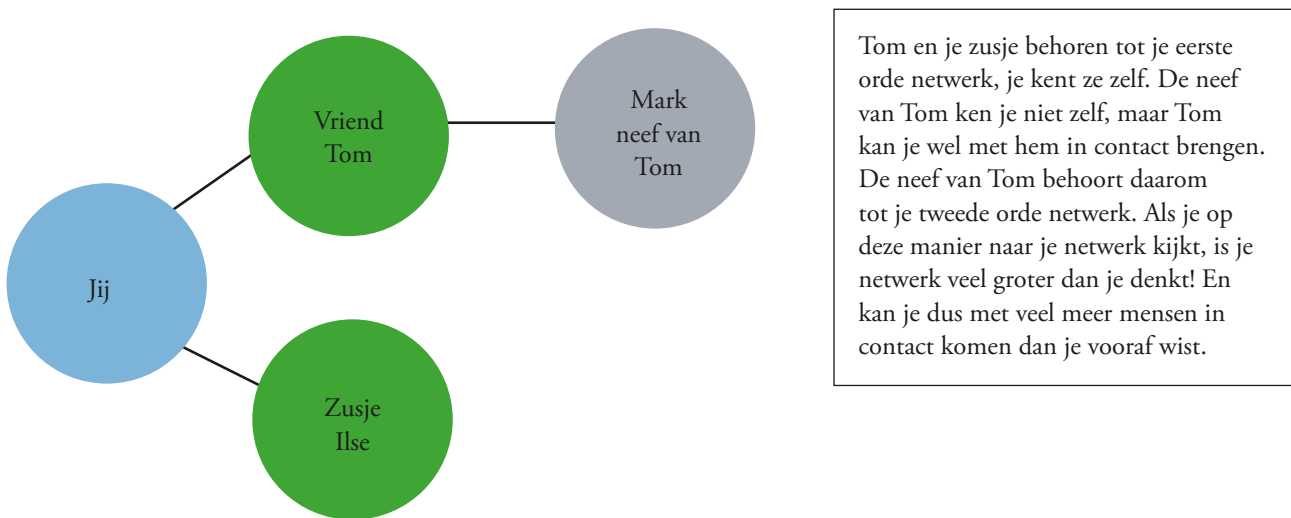 Vriend
Tom
Mark
neef van
Tom
Jij
Zusje
Ilse
Tom en je zusje behoren tot je eerste
orde netwerk, je kent ze zelf. De neef
van Tom ken je niet zelf, maar Tom
kan je wel met hem in contact brengen.
De neef van Tom behoort daarom
tot je tweede orde netwerk. Als je op
deze manier naar je netwerk kijkt, is je
netwerk veel groter dan je denkt! En
kan je dus met veel meer mensen in
contact komen dan je vooraf wist.